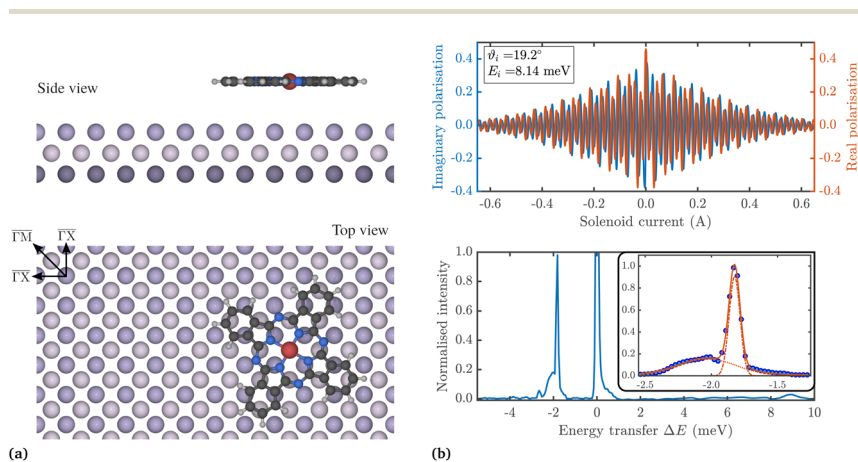 Side view
Top view
Γ̅M̅
Γ̅X̅
Γ̅X̅
(a)
ϑᵢ =19.2°
Eᵢ =8.14 meV
Imaginary polarisation
0.4
0.2
0.0
-0.2
-0.4
Real polarisation
0.4
0.2
0.0
-0.2
-0.4
-0.6 -0.4 -0.2 0.0 0.2 0.4 0.6
Solenoid current (A)
Normalised intensity
1.0
0.8
0.6
0.4
0.2
0.0
1.0
0.8
0.6
0.4
0.2
0.0
-2.5 -2.0 -1.5
-4 -2 0 2 4 6 8 10
Energy transfer ΔE (meV)
(b)